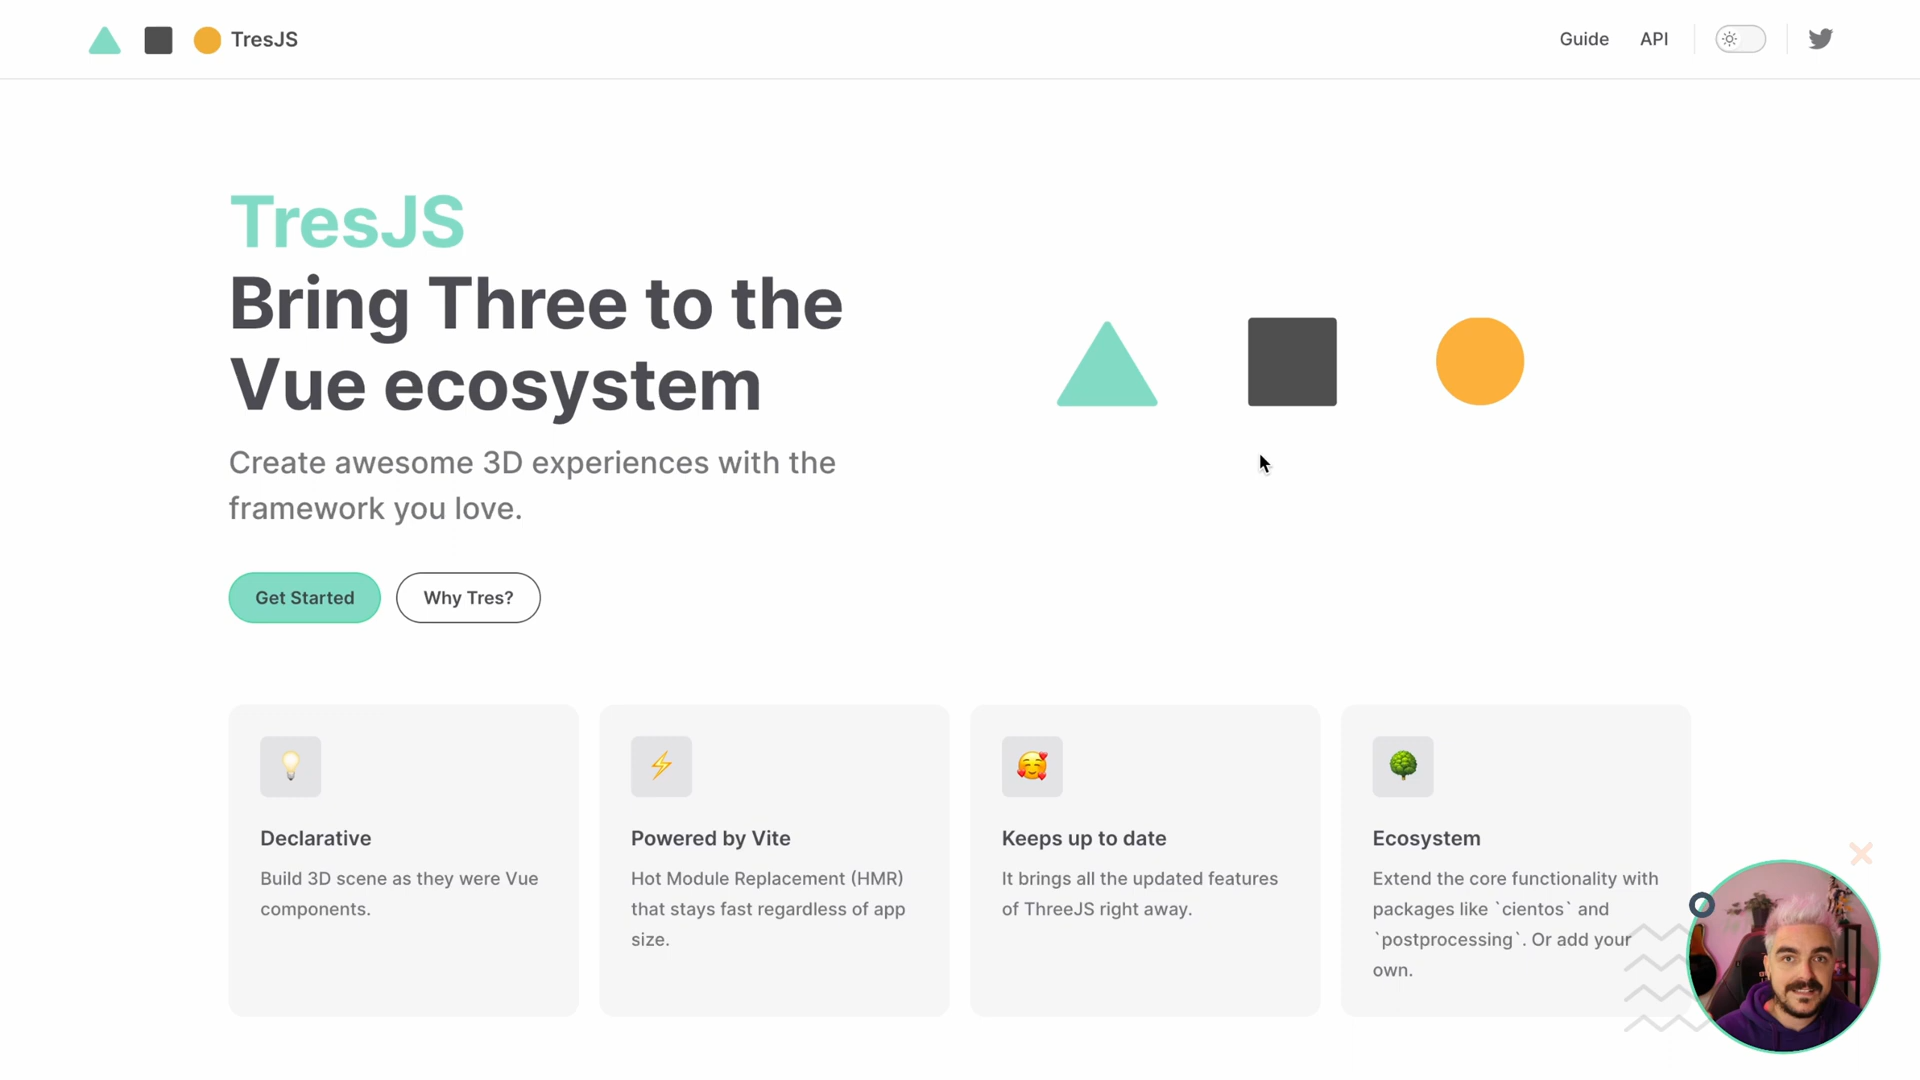 TresJS
Guide
API
TresJS
Bring Three to the
Vue ecosystem
Create awesome 3D experiences with the
framework you love.
Get Started
Why Tres?
Declarative
Build 3D scene as they were Vue
components.
Powered by Vite
Hot Module Replacement (HMR)
that stays fast regardless of app
size.
Keeps up to date
It brings all the updated features
of ThreeJS right away.
Ecosystem
Extend the core functionality with
packages like `cientos` and
`postprocessing`. Or add your
own.